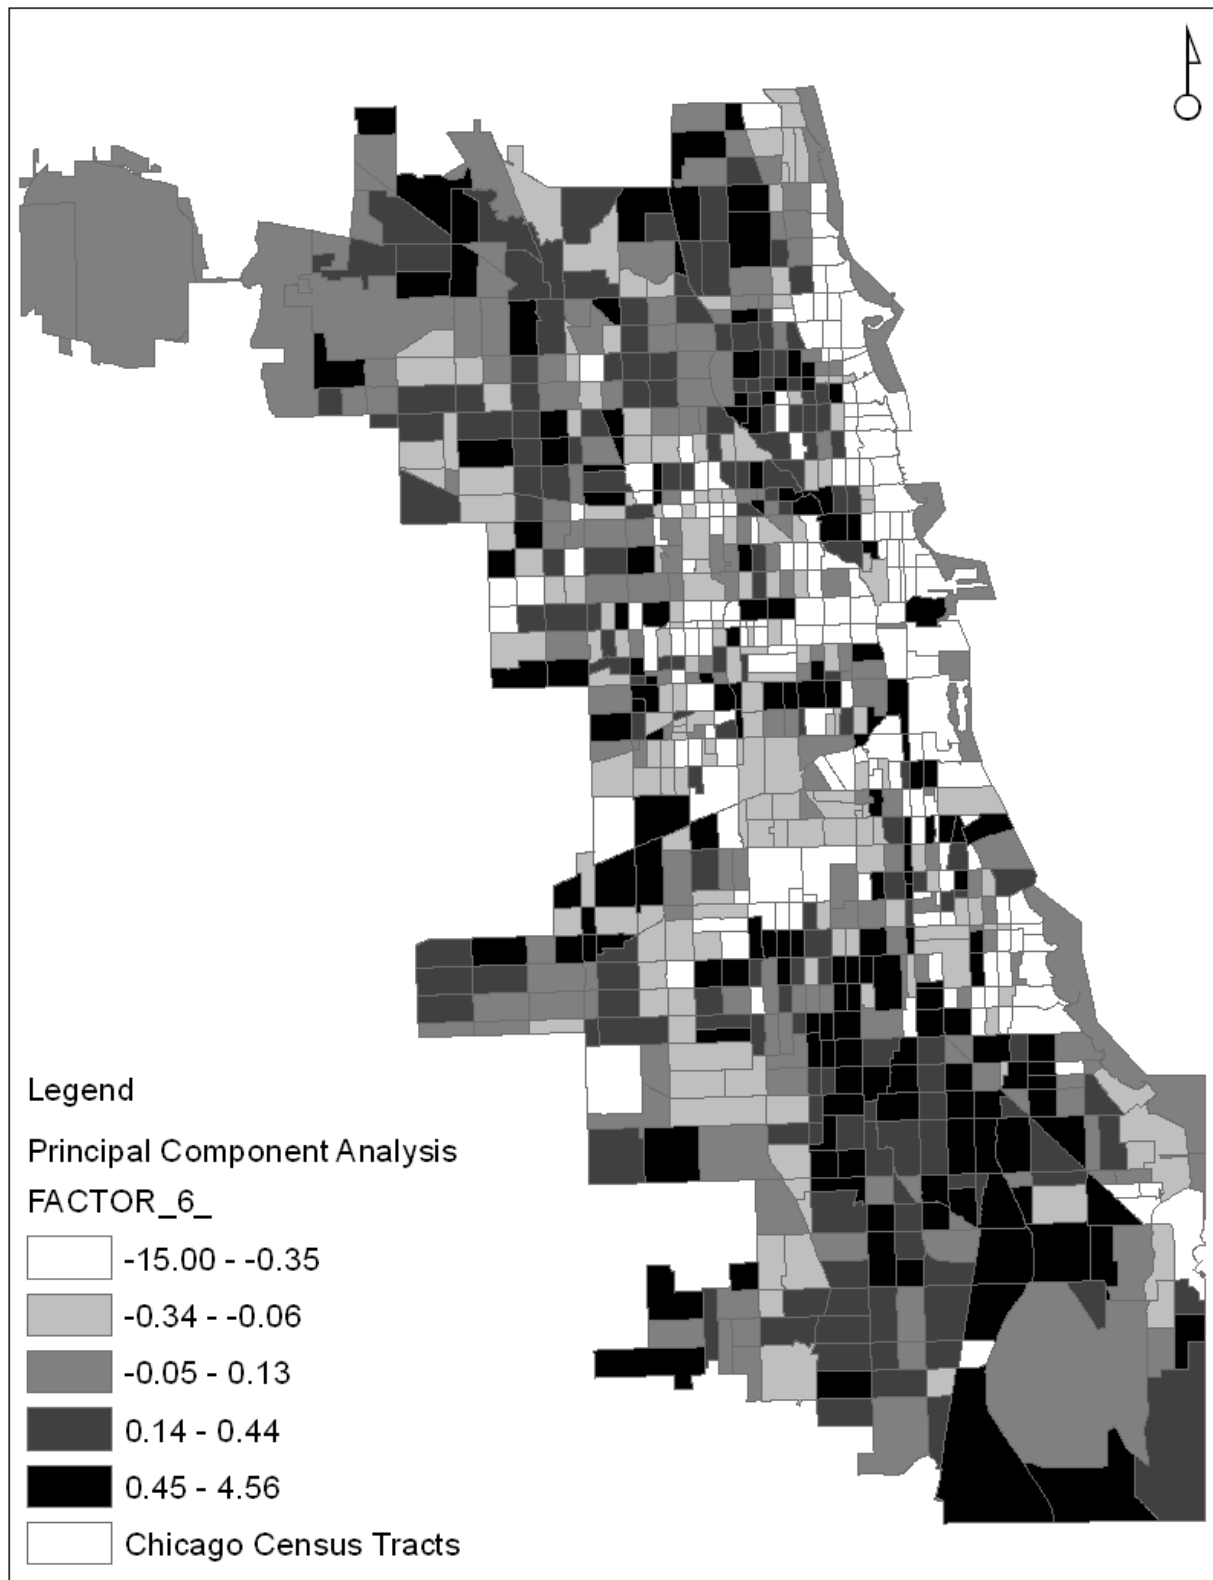 Legend
Principal Component Analysis
FACTOR_6_
-15.00 - -0.35
-0.34 - -0.06
-0.05 - 0.13
0.14 - 0.44
0.45 - 4.56
Chicago Census Tracts